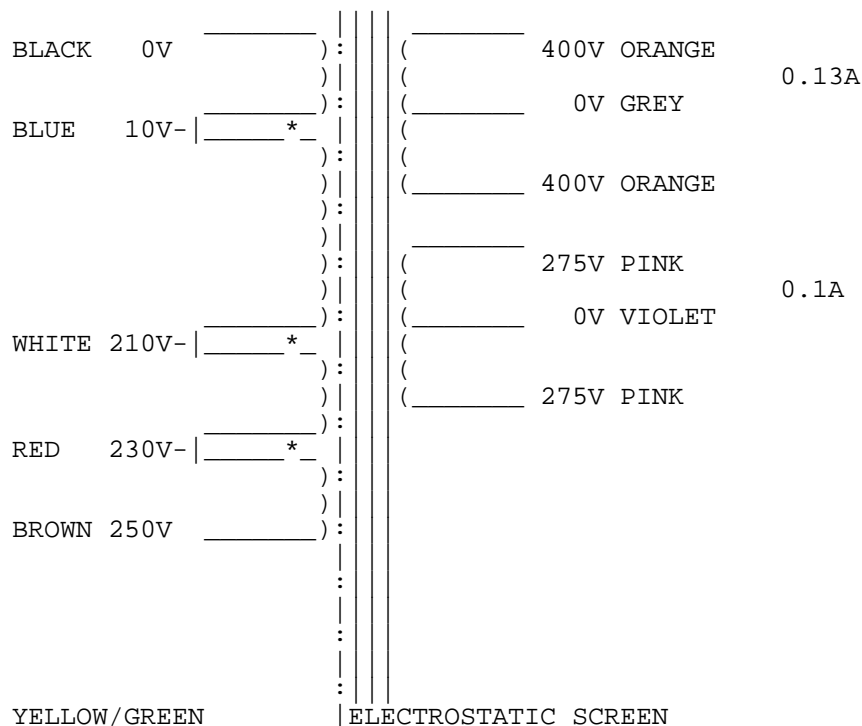 BLACK 0V 400V ORANGE
0.13A
0V GREY
BLUE 10V
400V ORANGE
275V PINK
0.1A
0V VIOLET
WHITE 210V
275V PINK
RED 230V
BROWN 250V
YELLOW/GREEN ELECTROSTATIC SCREEN